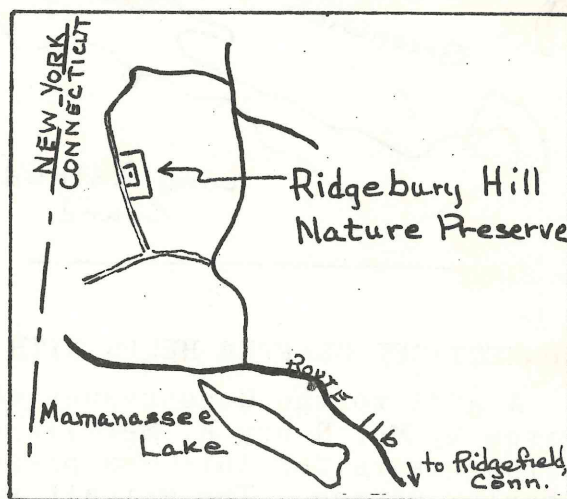 NEW YORK
CONNECTICUT
Ridgebury Hill
Nature Preserve
Route 116
Mamanassee
Lake
to Ridgefield,
Conn.